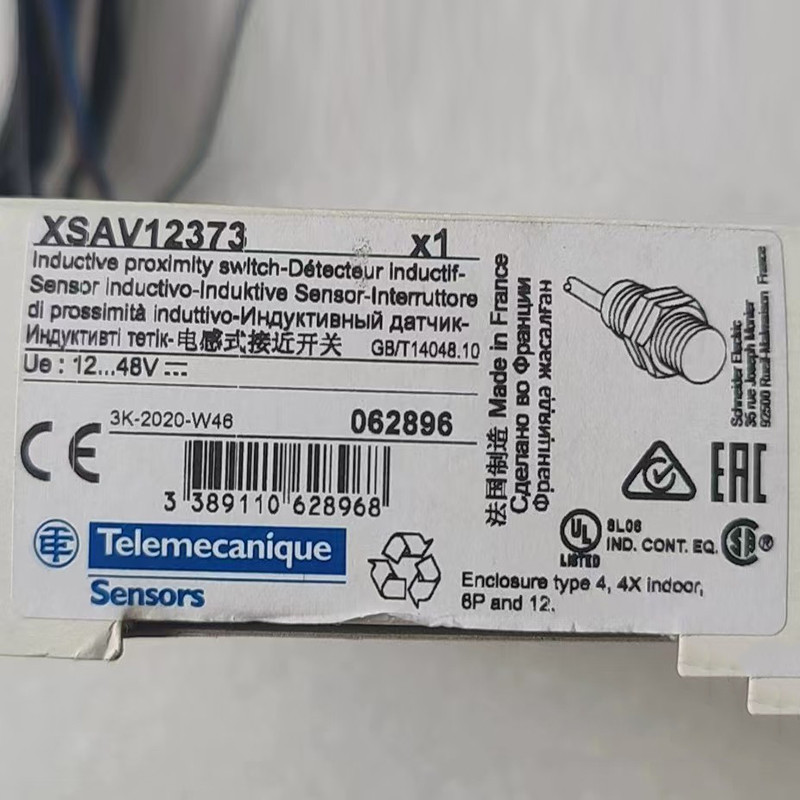 XSAV12373 x1
Inductive proximity switch-Détecteur inductif-
Sensor inductivo-Induktive Sensor-Interruttore
di prossimità induttivo-Индуктивный датчик-
Индуктивті тетік-电感式接近开关 GB/T14048.10
Ue : 12...48V
3K-2020-W46 062896
CE
3 389110 628968
Telemecanique
Sensors
法国制造 Made in France
Сделано во Франции
Францияда жасалған
Schneider Electric
35 rue Joseph Monier
92500 Rueil-Malmaison France
EAC
UL
LISTED
8L06
IND. CONT. EQ.
SA ®
Enclosure type 4, 4X indoor,
6P and 12.